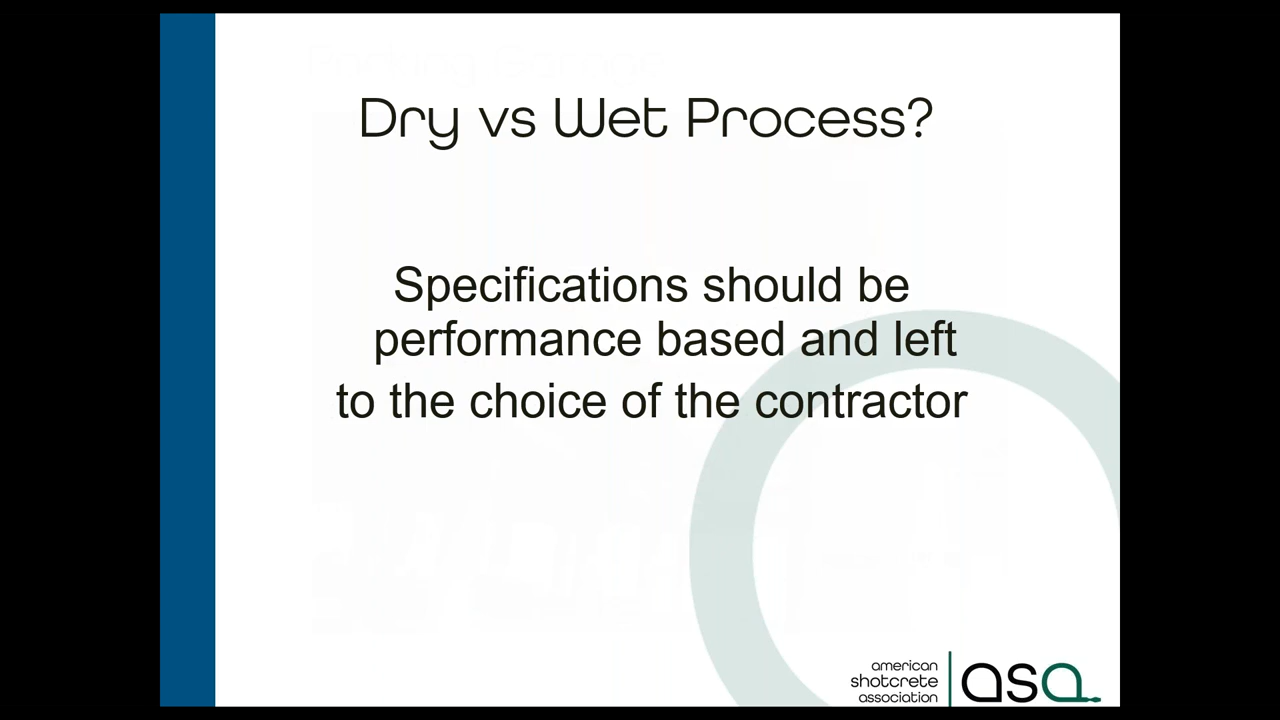 Dry vs Wet Process?
Specifications should be
performance based and left
to the choice of the contractor
american
shotcrete
association
asa